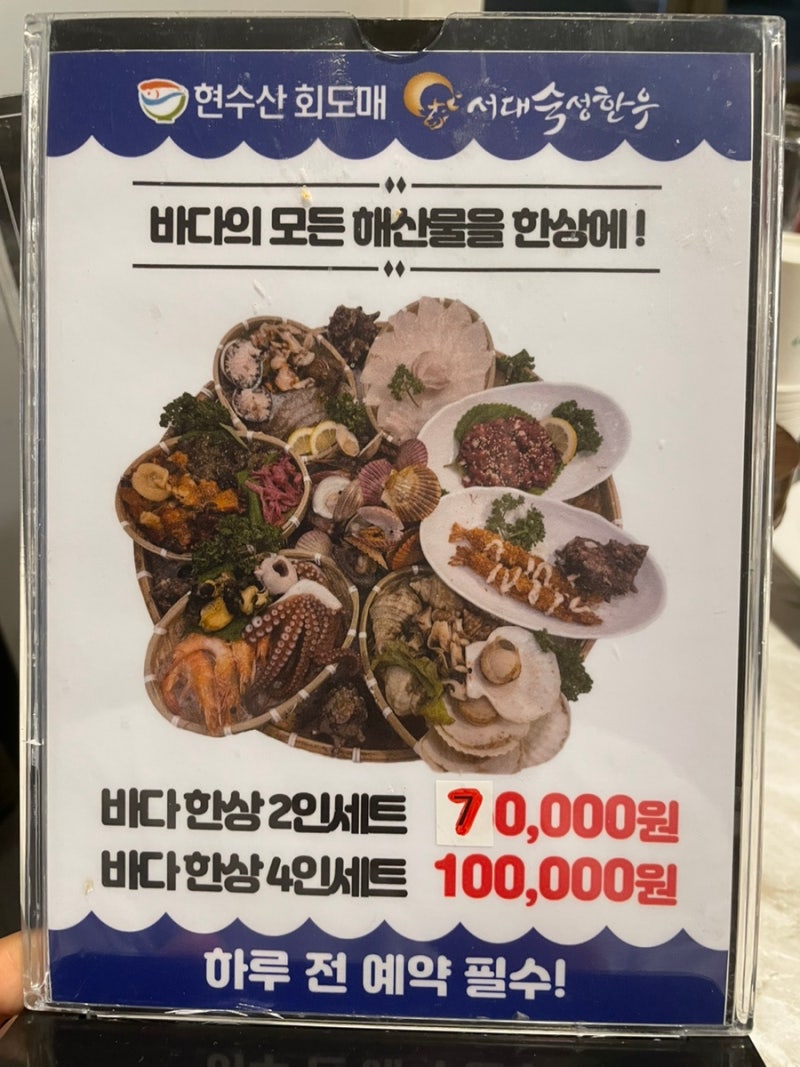 현수산 회도매 서대숙성한우
바다의 모든 해산물을 한상에!
바다 한상 2인세트 70,000원
바다 한상 4인세트 100,000원
하루 전 예약 필수!